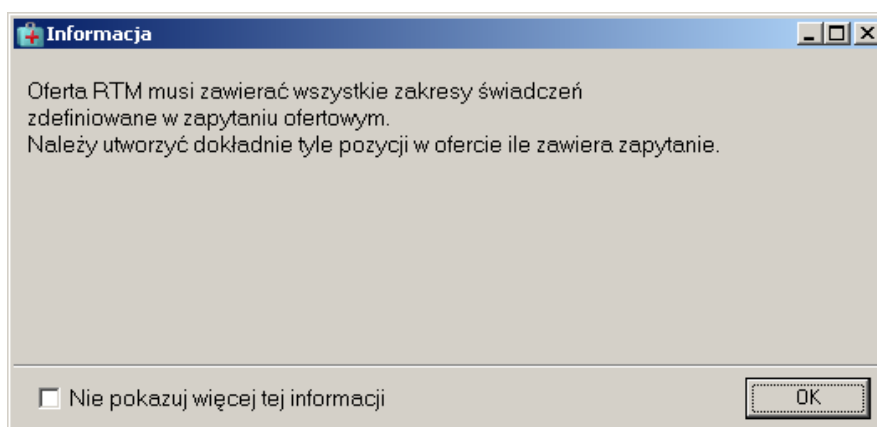 Informacja
Oferta RTM musi zawierać wszystkie zakresy świadczeń
zdefiniowane w zapytaniu ofertowym.
Należy utworzyć dokładnie tyle pozycji w ofercie ile zawiera zapytanie.
Nie pokazuj więcej tej informacji
OK